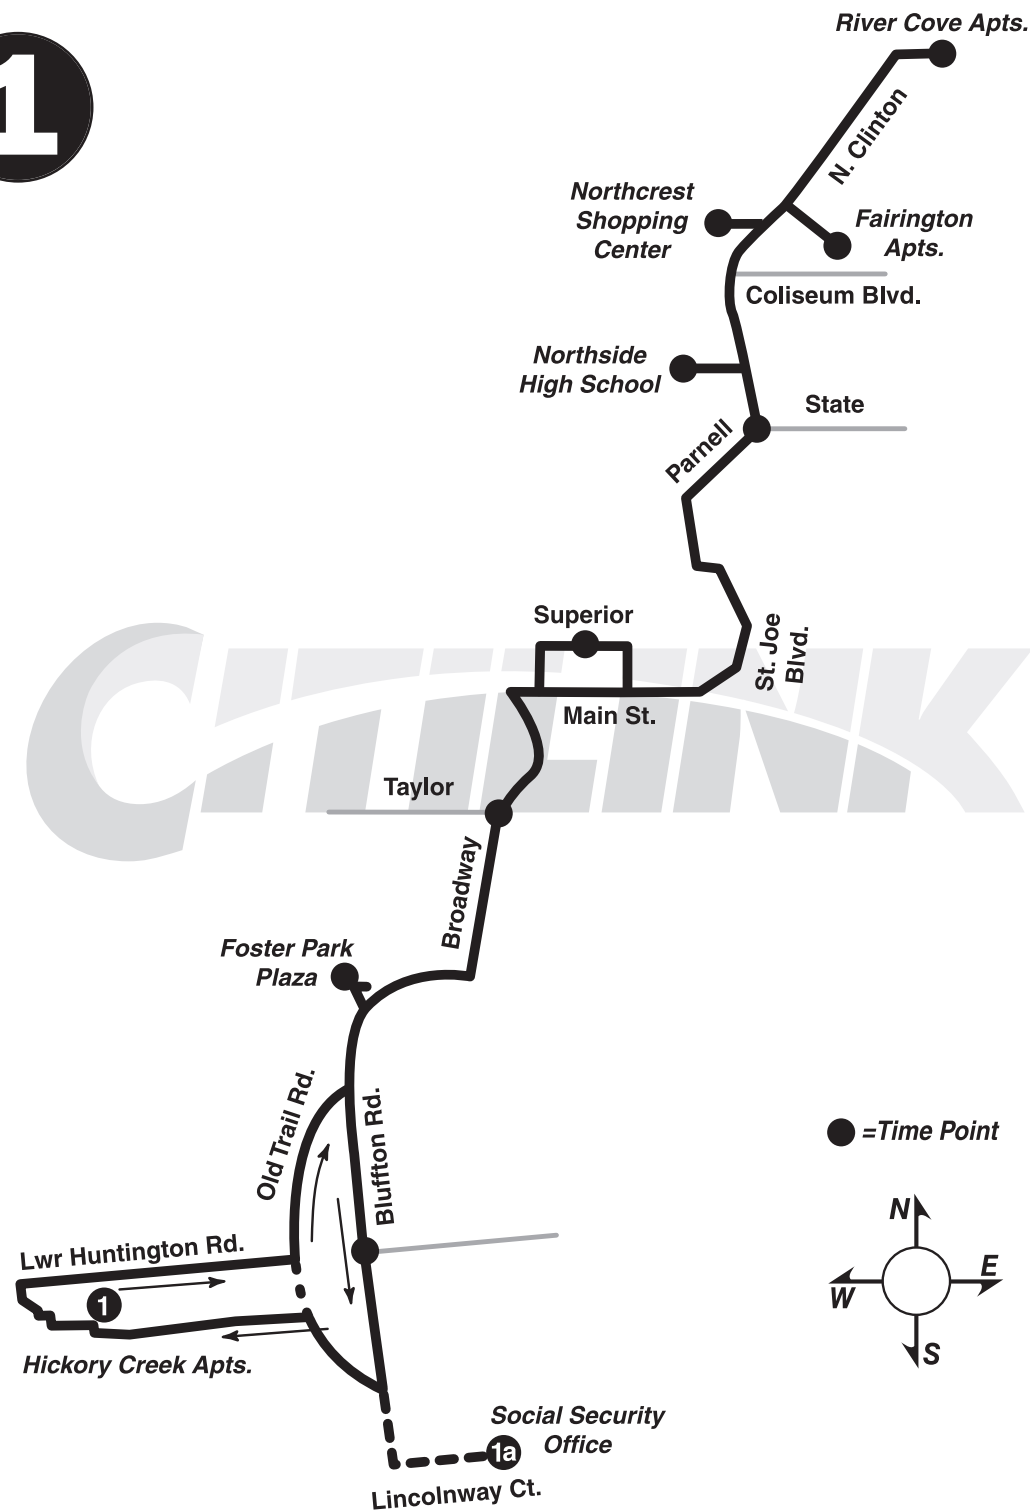 1
River Cove Apts.
N. Clinton
Northcrest
Shopping
Center
Fairington
Apts.
Coliseum Blvd.
Northside
High School
State
Parnell
Superior
St. Joe
Blvd.
Main St.
CITILINK
Taylor
Broadway
Foster Park
Plaza
Old Trail Rd.
Bluffton Rd.
=Time Point
Lwr Huntington Rd.
1
Hickory Creek Apts.
N
E
W
S
Social Security
Office
1a
Lincolnway Ct.